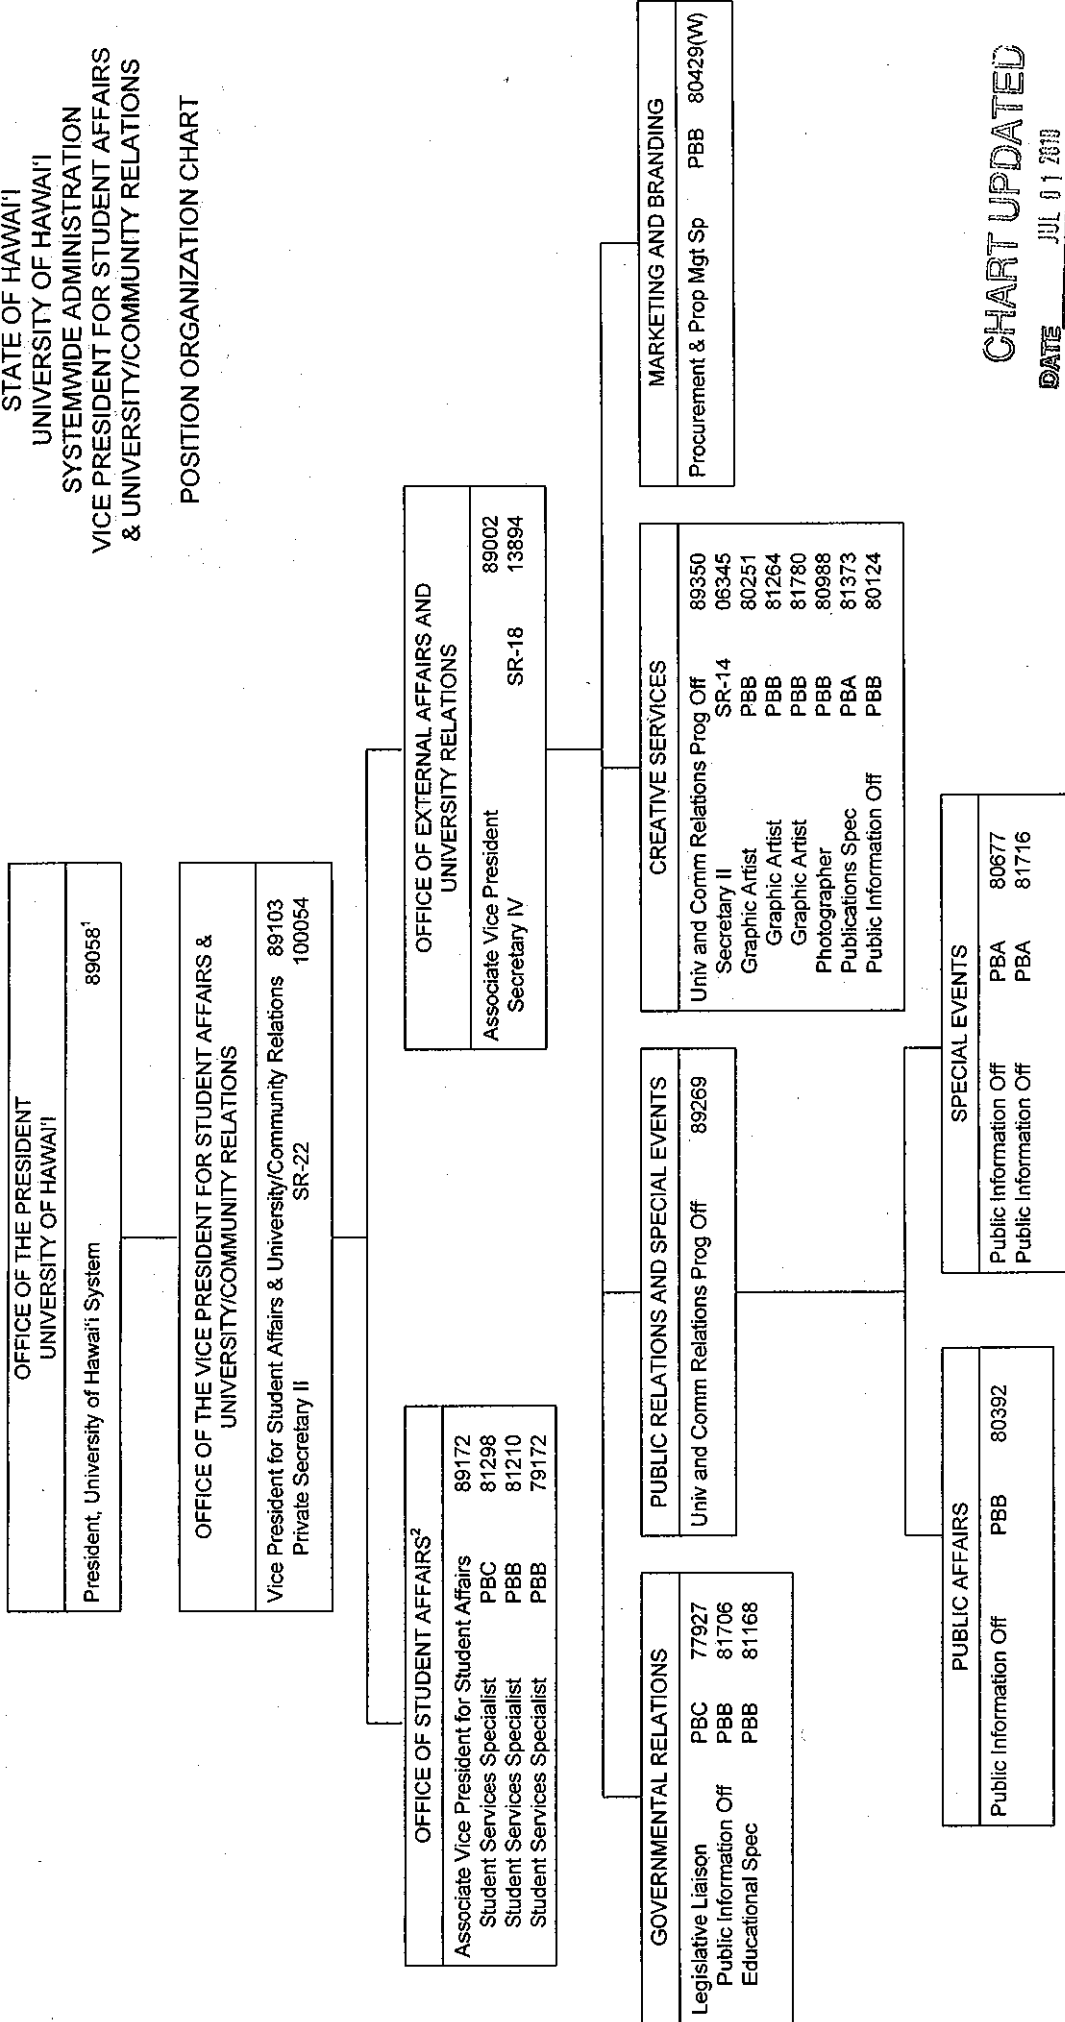 STATE OF HAWAI'I
UNIVERSITY OF HAWAI'I
SYSTEMWIDE ADMINISTRATION
VICE PRESIDENT FOR STUDENT AFFAIRS
& UNIVERSITY/COMMUNITY RELATIONS
POSITION ORGANIZATION CHART
OFFICE OF THE PRESIDENT
UNIVERSITY OF HAWAI'I
President, University of Hawai'i System 89058¹
OFFICE OF THE VICE PRESIDENT FOR STUDENT AFFAIRS &
UNIVERSITY/COMMUNITY RELATIONS
Vice President for Student Affairs & University/Community Relations 89103
Private Secretary II SR-22 100054
OFFICE OF STUDENT AFFAIRS²
Associate Vice President for Student Affairs 89172
Student Services Specialist PBC 81298
Student Services Specialist PBB 81210
Student Services Specialist PBB 79172
OFFICE OF EXTERNAL AFFAIRS AND
UNIVERSITY RELATIONS
Associate Vice President 89002
Secretary IV SR-18 13894
GOVERNMENTAL RELATIONS
Legislative Liaison PBC 77927
Public Information Off PBB 81706
Educational Spec PBB 81168
PUBLIC RELATIONS AND SPECIAL EVENTS
Univ and Comm Relations Prog Off 89269
CREATIVE SERVICES
Univ and Comm Relations Prog Off 89350
Secretary II SR-14 06345
Graphic Artist PBB 80251
Graphic Artist PBB 81264
Graphic Artist PBB 81780
Photographer PBB 80988
Publications Spec PBA 81373
Public Information Off PBB 80124
MARKETING AND BRANDING
Procurement & Prop Mgt Sp PBB 80429(W)
PUBLIC AFFAIRS
Public Information Off PBB 80392
SPECIAL EVENTS
Public Information Off PBA 80677
Public Information Off PBA 81716
CHART UPDATED
DATE JUL 01 2010